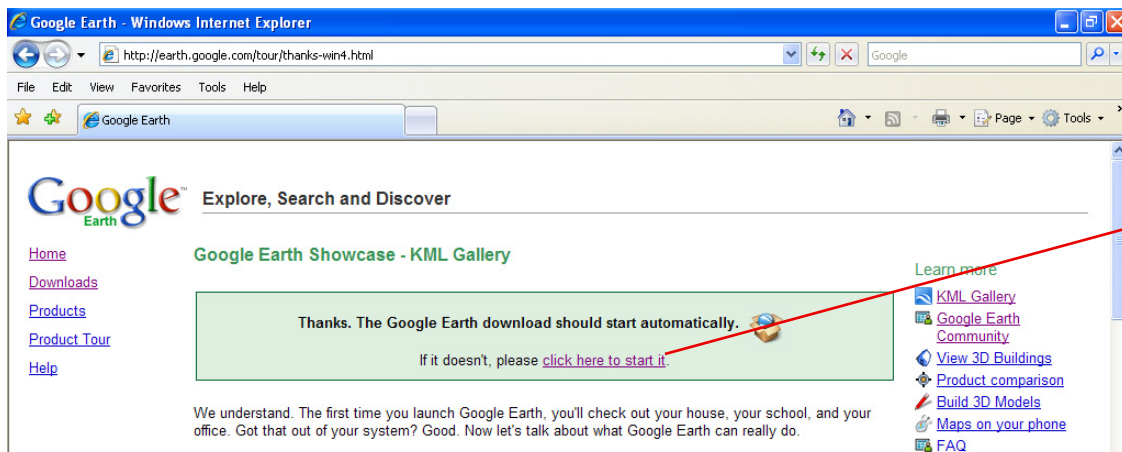 Google Earth - Windows Internet Explorer
http://earth.google.com/tour/thanks-win4.html
Google
File Edit View Favorites Tools Help
Google Earth
Page Tools
Google™ Earth
Explore, Search and Discover
Home
Downloads
Products
Product Tour
Help
Google Earth Showcase - KML Gallery
Thanks. The Google Earth download should start automatically.
If it doesn't, please click here to start it.
We understand. The first time you launch Google Earth, you'll check out your house, your school, and your
office. Got that out of your system? Good. Now let's talk about what Google Earth can really do.
Learn more
KML Gallery
Google Earth
Community
View 3D Buildings
Product comparison
Build 3D Models
Maps on your phone
FAQ